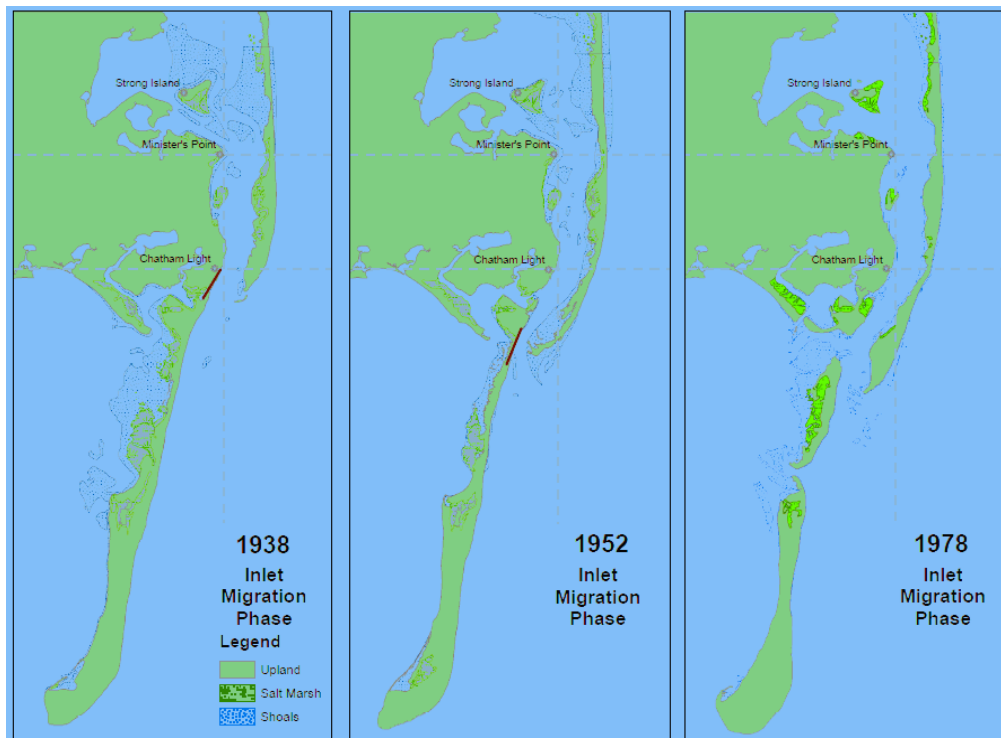 Strong Island
Minister's Point
Chatham Light
1938
Inlet
Migration
Phase
Legend
Upland
Salt Marsh
Shoals
Strong Island
Minister's Point
Chatham Light
1952
Inlet
Migration
Phase
Strong Island
Minister's Point
Chatham Light
1978
Inlet
Migration
Phase